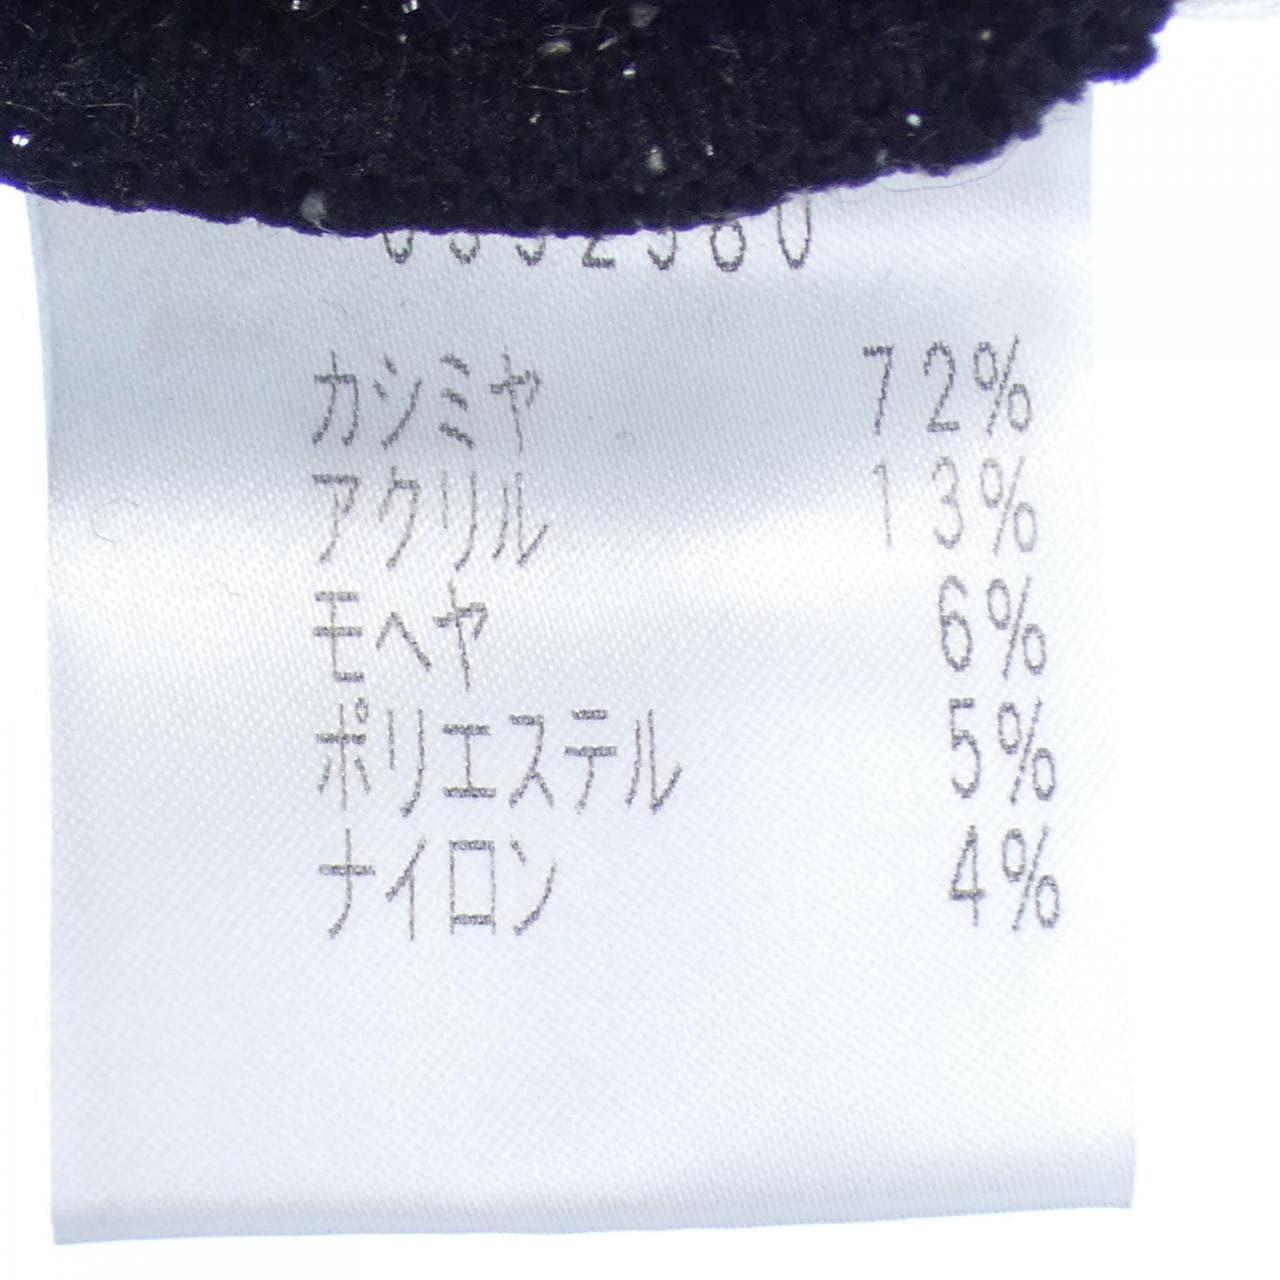 カシミヤ 72%
アクリル 13%
モヘヤ 6%
ポリエステル 5%
ナイロン 4%